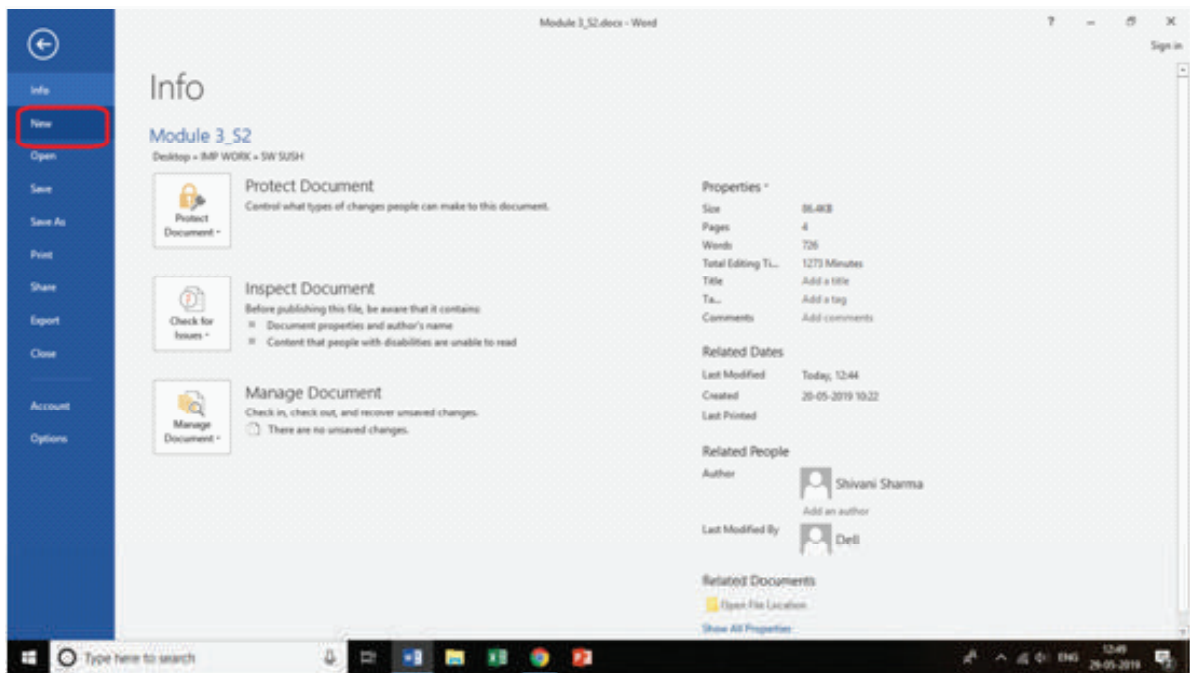 Module 3_S2.docx - Word
?
Sign in
Info
New
Open
Save
Save As
Print
Share
Export
Close
Account
Options
Info
Module 3_S2
Desktop » IMP WORK » SW SUSH
Protect Document
Protect Document
Control what types of changes people can make to this document.
Check for Issues
Inspect Document
Before publishing this file, be aware that it contains:
Document properties and author's name
Content that people with disabilities are unable to read
Manage Document
Manage Document
Check in, check out, and recover unsaved changes.
There are no unsaved changes.
Properties
Size 86.4KB
Pages 4
Words 726
Total Editing Ti... 1273 Minutes
Title Add a title
Ta... Add a tag
Comments Add comments
Related Dates
Last Modified Today, 12:44
Created 20-05-2019 10:22
Last Printed
Related People
Author Shivani Sharma
Add an author
Last Modified By Dell
Related Documents
Open File Location
Show All Properties
Type here to search
ENG
12:49
29-05-2019